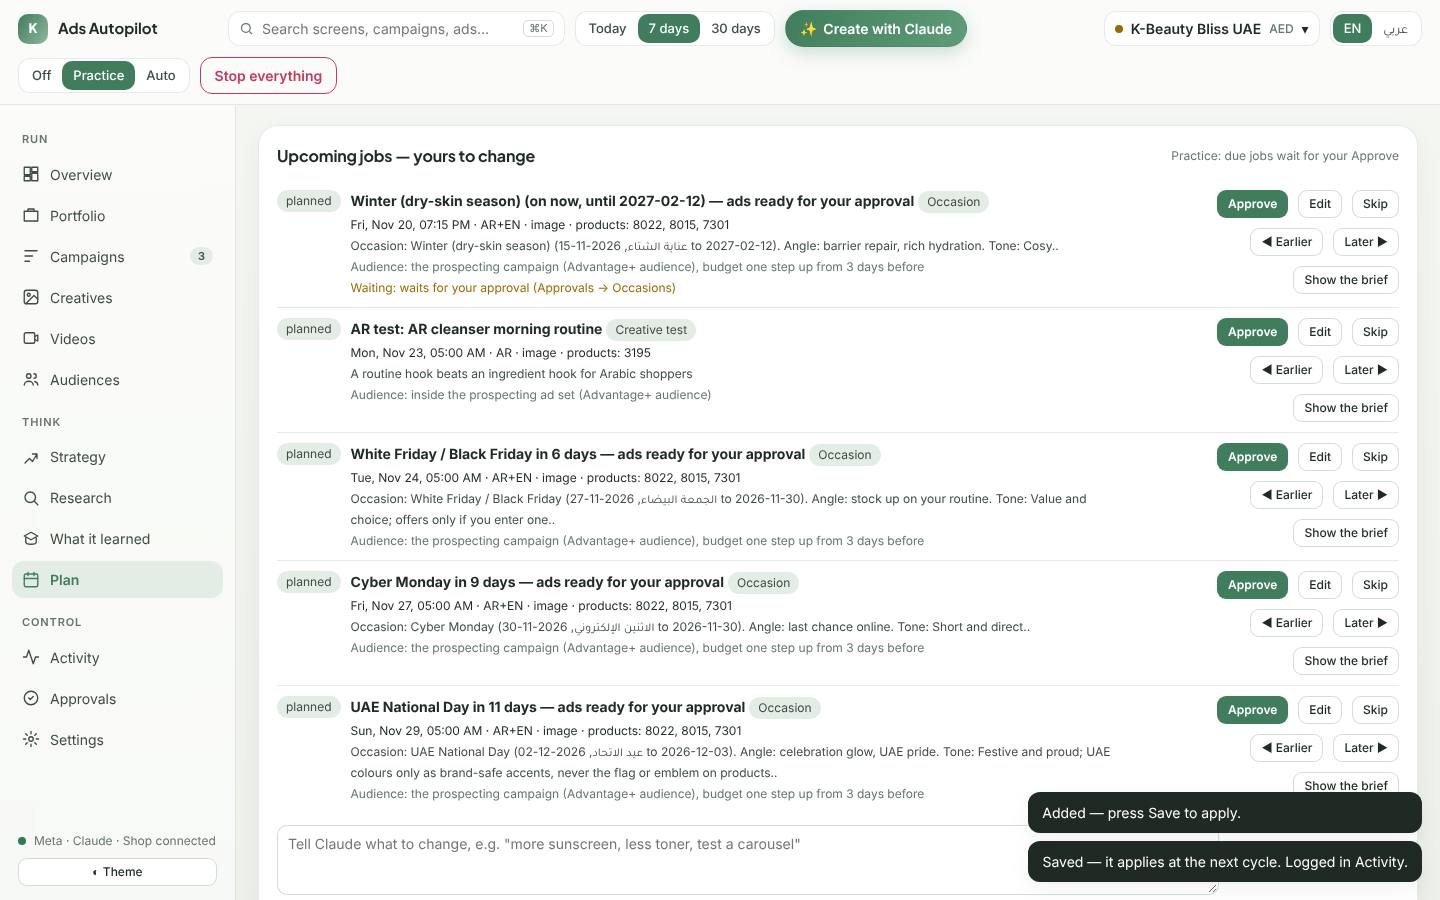 K Ads Autopilot
Search screens, campaigns, ads... ⌘K
Today 7 days 30 days
✨ Create with Claude
K-Beauty Bliss UAE AED ▾
EN عربي
Off Practice Auto
Stop everything
RUN
Overview
Portfolio
Campaigns 3
Creatives
Videos
Audiences
THINK
Strategy
Research
What it learned
Plan
CONTROL
Activity
Approvals
Settings
Meta · Claude · Shop connected
Theme
Upcoming jobs — yours to change
Practice: due jobs wait for your Approve
planned
Winter (dry-skin season) (on now, until 2027-02-12) — ads ready for your approval Occasion
Fri, Nov 20, 07:15 PM · AR+EN · image · products: 8022, 8015, 7301
Occasion: Winter (dry-skin season) (عناية الشتاء, 15-11-2026 to 2027-02-12). Angle: barrier repair, rich hydration. Tone: Cosy..
Audience: the prospecting campaign (Advantage+ audience), budget one step up from 3 days before
Waiting: waits for your approval (Approvals → Occasions)
Approve Edit Skip
◀ Earlier Later ▶
Show the brief
planned
AR test: AR cleanser morning routine Creative test
Mon, Nov 23, 05:00 AM · AR · image · products: 3195
A routine hook beats an ingredient hook for Arabic shoppers
Audience: inside the prospecting ad set (Advantage+ audience)
Approve Edit Skip
◀ Earlier Later ▶
Show the brief
planned
White Friday / Black Friday in 6 days — ads ready for your approval Occasion
Tue, Nov 24, 05:00 AM · AR+EN · image · products: 8022, 8015, 7301
Occasion: White Friday / Black Friday (الجمعة البيضاء, 27-11-2026 to 2026-11-30). Angle: stock up on your routine. Tone: Value and
choice; offers only if you enter one..
Audience: the prospecting campaign (Advantage+ audience), budget one step up from 3 days before
Approve Edit Skip
◀ Earlier Later ▶
Show the brief
planned
Cyber Monday in 9 days — ads ready for your approval Occasion
Fri, Nov 27, 05:00 AM · AR+EN · image · products: 8022, 8015, 7301
Occasion: Cyber Monday (الاثنين الإلكتروني, 30-11-2026 to 2026-11-30). Angle: last chance online. Tone: Short and direct..
Audience: the prospecting campaign (Advantage+ audience), budget one step up from 3 days before
Approve Edit Skip
◀ Earlier Later ▶
Show the brief
planned
UAE National Day in 11 days — ads ready for your approval Occasion
Sun, Nov 29, 05:00 AM · AR+EN · image · products: 8022, 8015, 7301
Occasion: UAE National Day (عيد الاتحاد, 02-12-2026 to 2026-12-03). Angle: celebration glow, UAE pride. Tone: Festive and proud; UAE
colours only as brand-safe accents, never the flag or emblem on products..
Audience: the prospecting campaign (Advantage+ audience), budget one step up from 3 days before
Approve Edit Skip
◀ Earlier Later ▶
Show the brief
Tell Claude what to change, e.g. "more sunscreen, less toner, test a carousel"
Added — press Save to apply.
Saved — it applies at the next cycle. Logged in Activity.